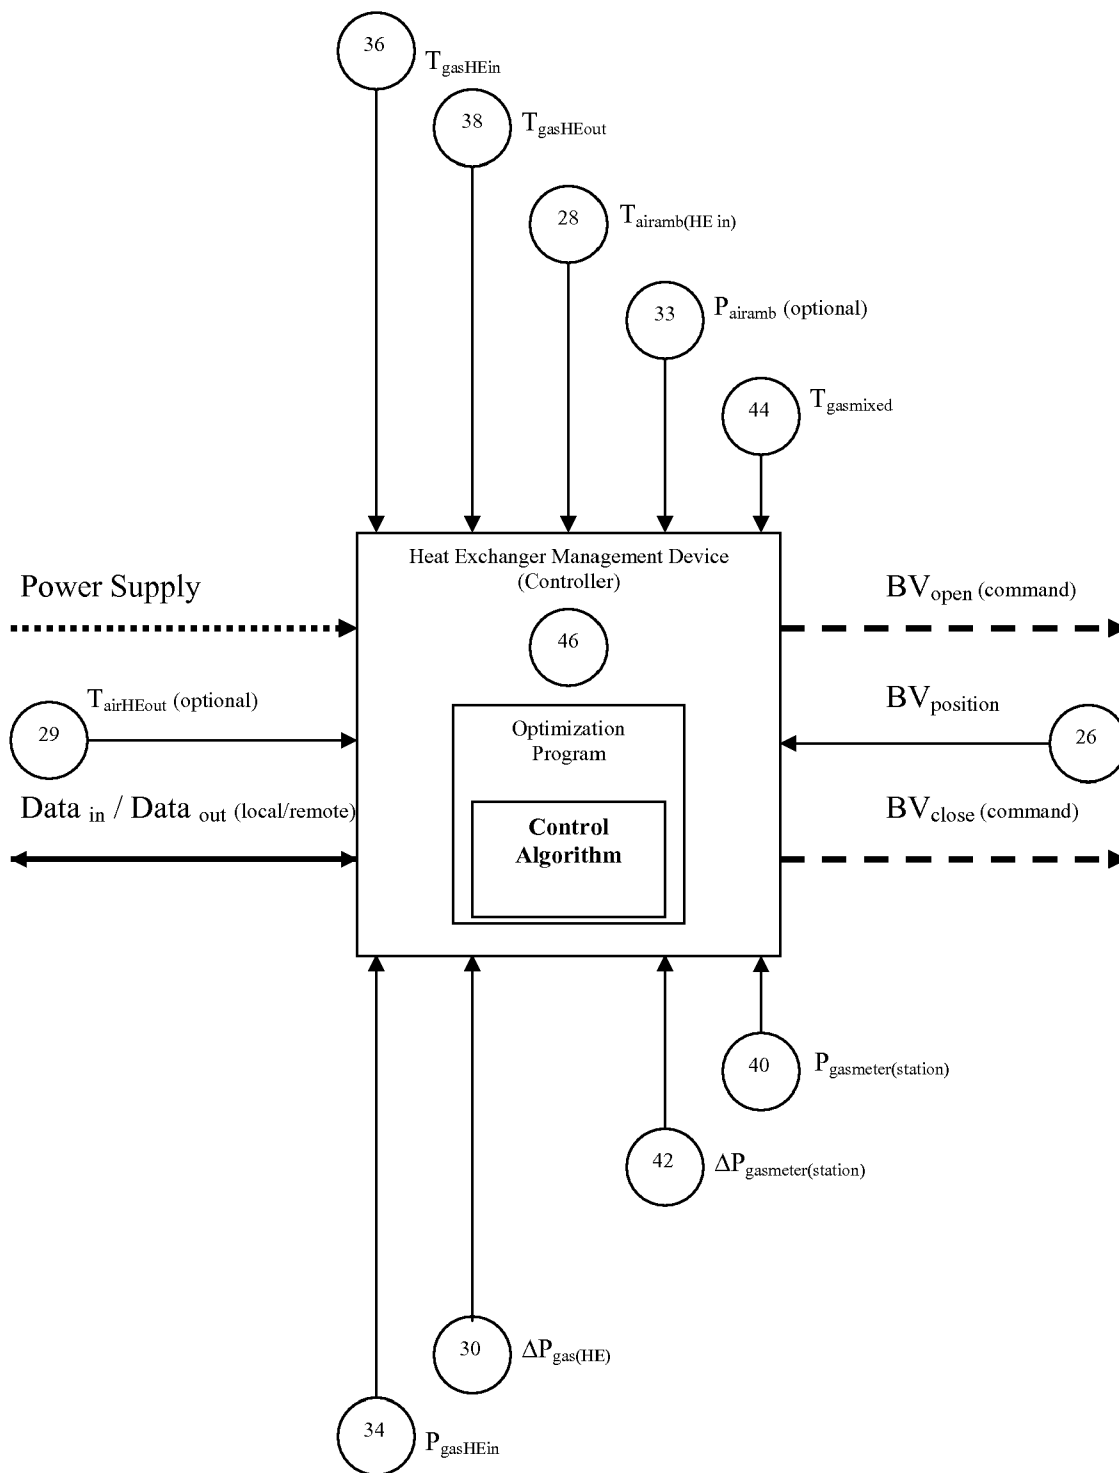 36
T gasHEin
38
T gasHEout
28
T airamb(HE in)
33
P airamb (optional)
44
T gasmixed
Heat Exchanger Management Device
(Controller)
Power Supply
BV open (command)
46
T airHEout (optional)
29
BV position
26
Optimization
Program
Data in / Data out (local/remote)
BV close (command)
Control
Algorithm
40
P gasmeter(station)
42
ΔP gasmeter(station)
30
ΔP gas(HE)
34
P gasHEin